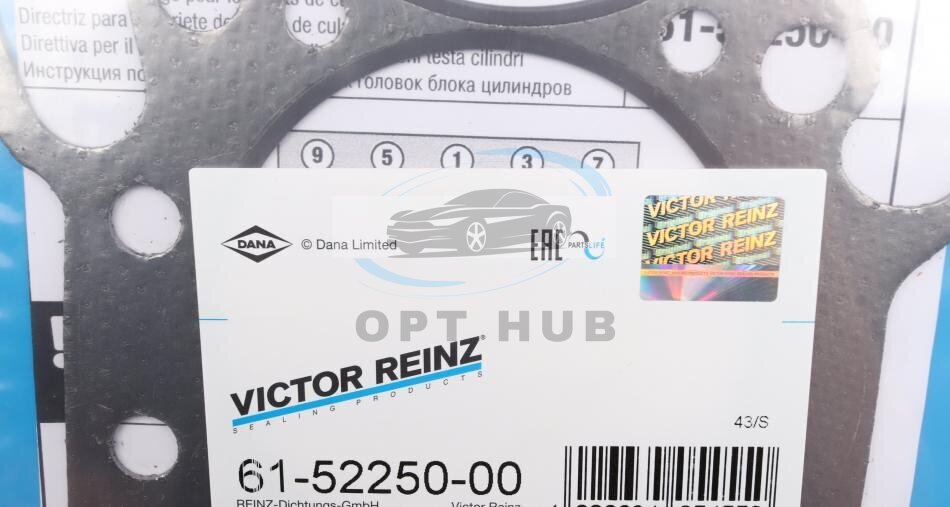 Directriz para
Direttiva per il
testa cilindri
Инструкция по
головок блока цилиндров
9 5 1 3 7
DANA
© Dana Limited
EAC
PARTSLIFE
VICTOR REINZ
VICTOR REINZ
VICTOR REINZ
OPT HUB
VICTOR REINZ®
SEALING PRODUCTS
43/S
61-52250-00
REINZ-Dichtungs-GmbH
Victor Reinz